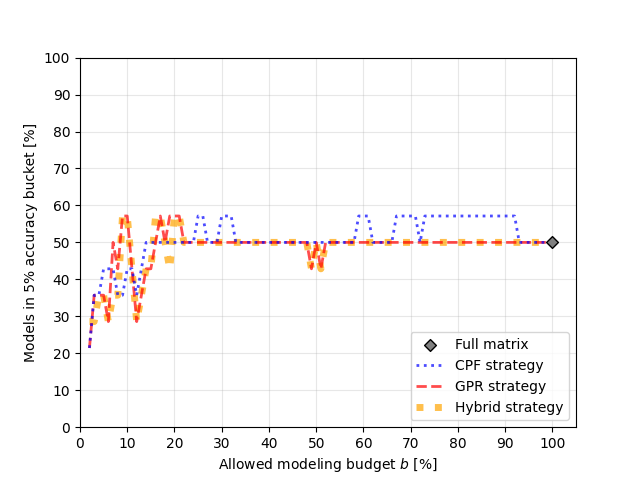 100
90
80
70
60
50
40
30
20
10
0
Models in 5% accuracy bucket [%]
Full matrix
CPF strategy
GPR strategy
Hybrid strategy
0 10 20 30 40 50 60 70 80 90 100
Allowed modeling budget b [%]